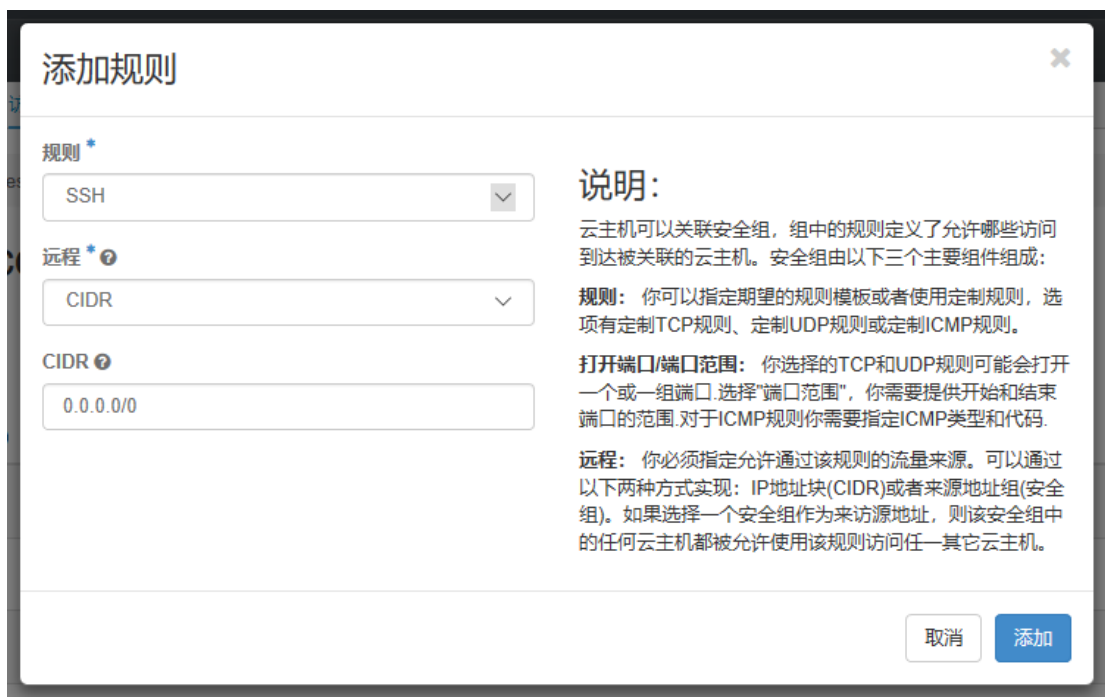 添加规则
规则 *
SSH
远程 *
CIDR
CIDR
0.0.0.0/0
说明：
云主机可以关联安全组，组中的规则定义了允许哪些访问
到达被关联的云主机。安全组由以下三个主要组件组成：
规则： 你可以指定期望的规则模板或者使用定制规则，选
项有定制TCP规则、定制UDP规则或定制ICMP规则。
打开端口/端口范围： 你选择的TCP和UDP规则可能会打开
一个或一组端口.选择"端口范围"，你需要提供开始和结束
端口的范围.对于ICMP规则你需要指定ICMP类型和代码.
远程： 你必须指定允许通过该规则的流量来源。可以通过
以下两种方式实现：IP地址块(CIDR)或者来源地址组(安全
组)。如果选择一个安全组作为来访源地址，则该安全组中
的任何云主机都被允许使用该规则访问任一其它云主机。
取消
添加